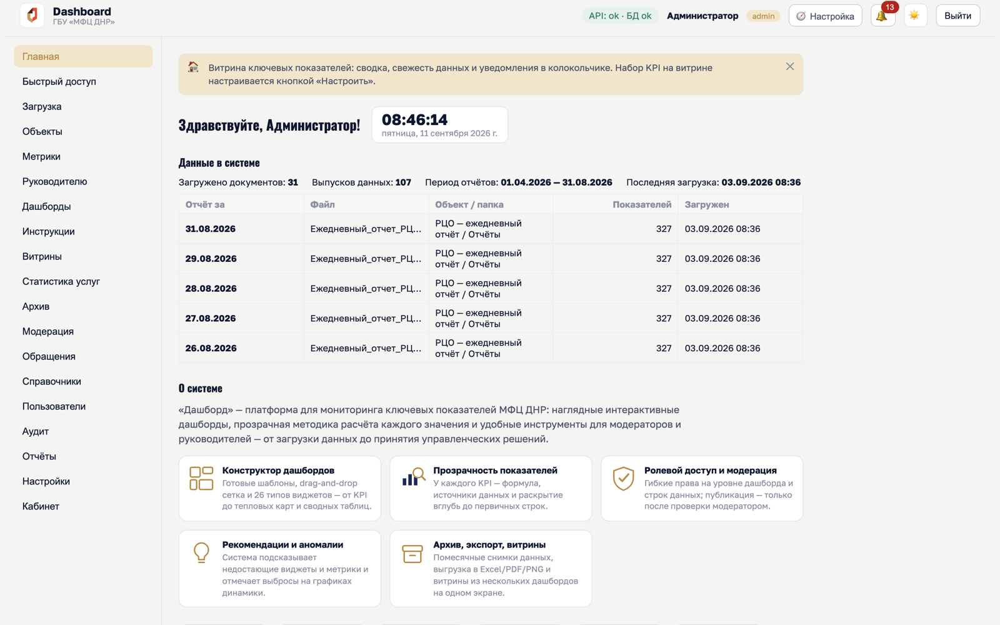 Dashboard
ГБУ «МФЦ ДНР»
API: ok · БД ok
Администратор
admin
Настройка
13
Выйти
Главная
Быстрый доступ
Загрузка
Объекты
Метрики
Руководителю
Дашборды
Инструкции
Витрины
Статистика услуг
Архив
Модерация
Обращения
Справочники
Пользователи
Аудит
Отчёты
Настройки
Кабинет
Витрина ключевых показателей: сводка, свежесть данных и уведомления в колокольчике. Набор KPI на витрине
настраивается кнопкой «Настроить».
Здравствуйте, Администратор!
08:46:14
пятница, 11 сентября 2026 г.
Данные в системе
Загружено документов: 31 Выпусков данных: 107 Период отчётов: 01.04.2026 — 31.08.2026 Последняя загрузка: 03.09.2026 08:36
Отчёт за Файл Объект / папка Показателей Загружен
31.08.2026 Ежедневный_отчет_РЦ... РЦО — ежедневный
отчёт / Отчёты 327 03.09.2026 08:36
29.08.2026 Ежедневный_отчет_РЦ... РЦО — ежедневный
отчёт / Отчёты 327 03.09.2026 08:36
28.08.2026 Ежедневный_отчет_РЦ... РЦО — ежедневный
отчёт / Отчёты 327 03.09.2026 08:36
27.08.2026 Ежедневный_отчет_РЦ... РЦО — ежедневный
отчёт / Отчёты 327 03.09.2026 08:36
26.08.2026 Ежедневный_отчет_РЦ... РЦО — ежедневный
отчёт / Отчёты 327 03.09.2026 08:36
О системе
«Дашборд» — платформа для мониторинга ключевых показателей МФЦ ДНР: наглядные интерактивные
дашборды, прозрачная методика расчёта каждого значения и удобные инструменты для модераторов и
руководителей — от загрузки данных до принятия управленческих решений.
Конструктор дашбордов
Готовые шаблоны, drag-and-drop
сетка и 26 типов виджетов — от KPI
до тепловых карт и сводных таблиц.
Прозрачность показателей
У каждого KPI — формула,
источники данных и раскрытие
вглубь до первичных строк.
Ролевой доступ и модерация
Гибкие права на уровне дашборда и
строк данных; публикация — только
после проверки модератором.
Рекомендации и аномалии
Система подсказывает
недостающие виджеты и метрики и
отмечает выбросы на графиках
динамики.
Архив, экспорт, витрины
Помесячные снимки данных,
выгрузка в Excel/PDF/PNG и
витрины из нескольких дашбордов
на одном экране.